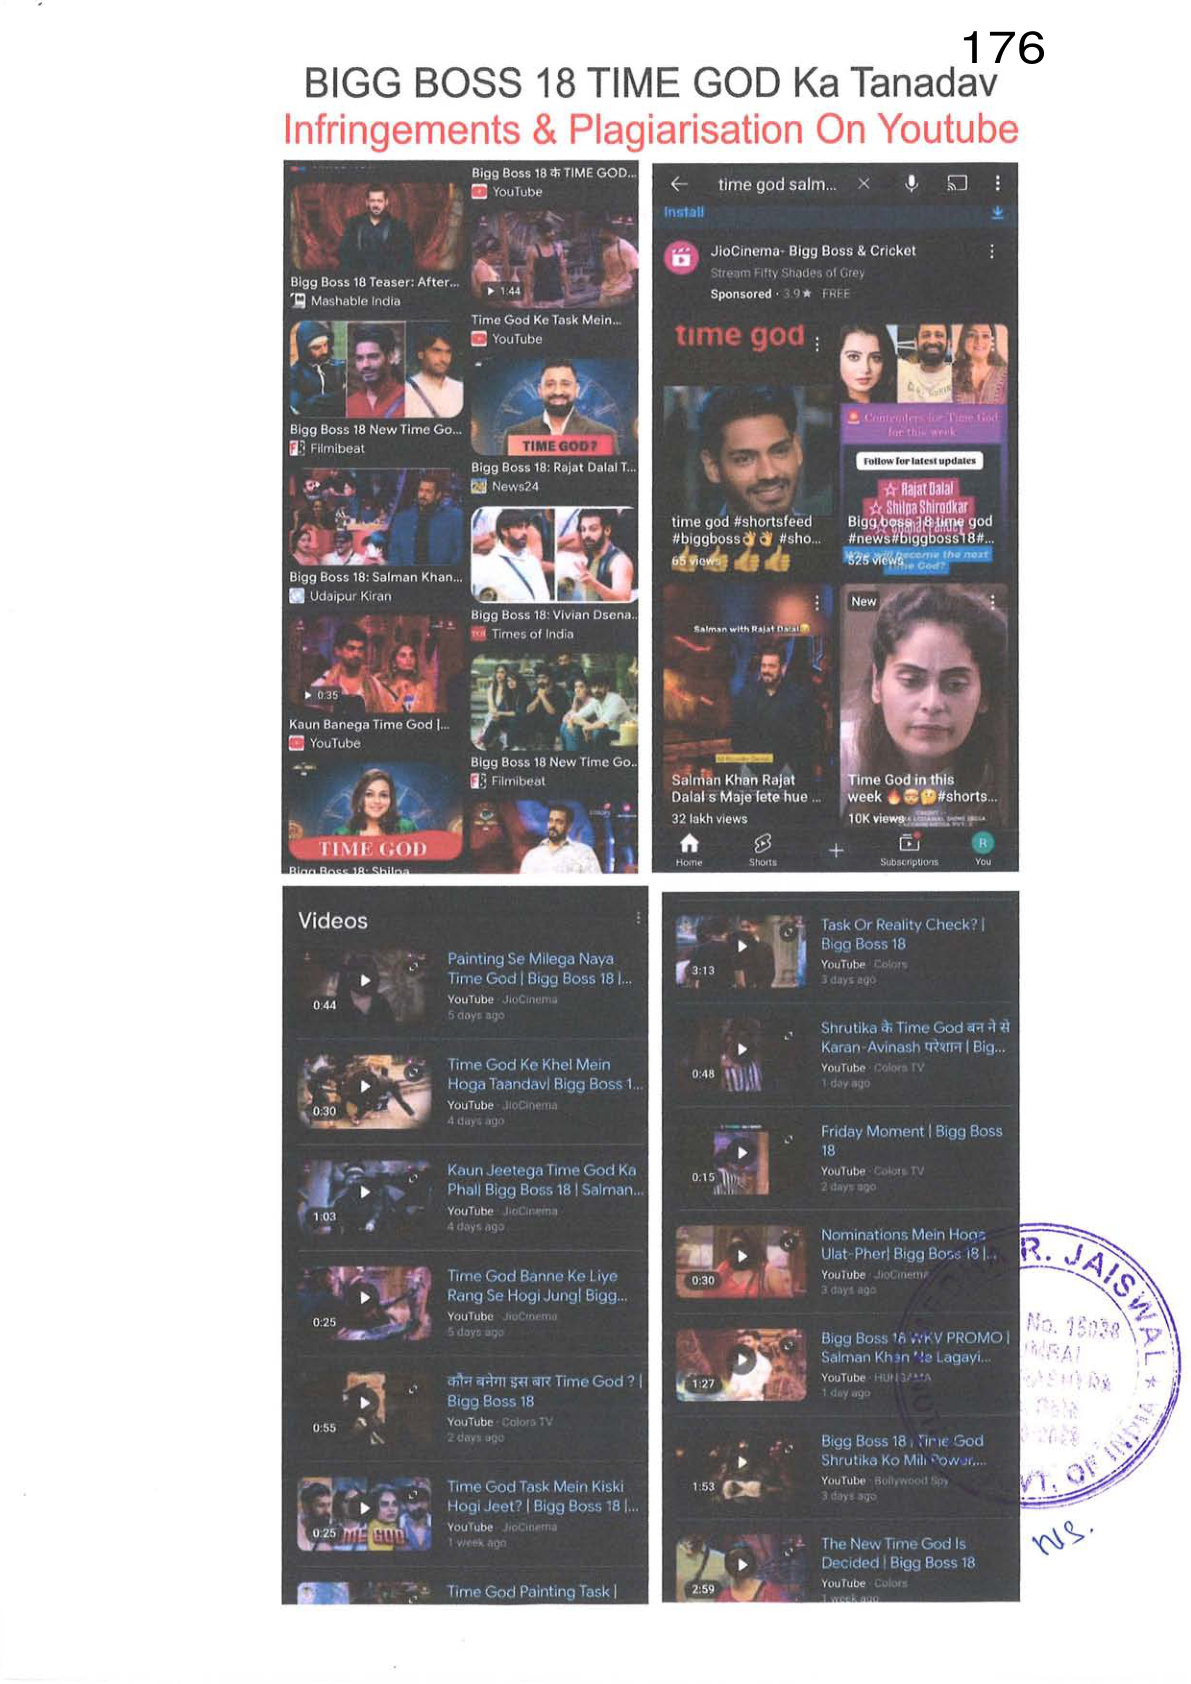 176
BIGG BOSS 18 TIME GOD Ka Tanadav
Infringements & Plagiarisation On Youtube
Bigg Boss 18 Teaser: After...
Mashable India
Bigg Boss 18 New Time Go...
Filmibeat
Bigg Boss 18: Salman Khan...
Udaipur Kiran
0:35
Kaun Banega Time God |...
YouTube
TIME GOD
Bigg Boss 18: Shilpa
Bigg Boss 18 के TIME GOD...
YouTube
1:44
Time God Ke Task Mein...
YouTube
TIME GOD?
Bigg Boss 18: Rajat Dalal T...
News24
Bigg Boss 18: Vivian Dsena..
Times of India
Bigg Boss 18 New Time Go..
Filmibeat
time god salm...
Install
JioCinema- Bigg Boss & Cricket
Stream Fifty Shades of Grey
Sponsored · 3.9★ FREE
time god
time god #shortsfeed
#biggboss👌👌 #sho...
65 views
Contenders for Time God
for this week
Follow for latest updates
☆ Rajat Dalal
☆ Shilpa Shirodkar
Bigg boss 18 time god
#news#biggboss18#...
Who will become the next
Time God?
525 views
Salman with Rajat Dalal
Salman Khan Rajat
Dalal s Maje lete hue ...
32 lakh views
New
Time God in this
week 🔥🤯🤔#shorts...
10K views
Home
Shorts
+
Subscriptions
R
You
Videos
Painting Se Milega Naya
Time God | Bigg Boss 18 |...
YouTube · JioCinema
0:44
5 days ago
Time God Ke Khel Mein
Hoga Taandav| Bigg Boss 1...
YouTube · JioCinema
0:30
4 days ago
Kaun Jeetega Time God Ka
Phal| Bigg Boss 18 | Salman...
YouTube · JioCinema
1:03
4 days ago
Time God Banne Ke Liye
Rang Se Hogi Jung| Bigg...
YouTube · JioCinema
0:25
5 days ago
कौन बनेगा इस बार Time God ? |
Bigg Boss 18
YouTube · Colors TV
0:55
2 days ago
Time God Task Mein Kiski
Hogi Jeet? | Bigg Boss 18 |...
YouTube · JioCinema
0:25
1 week ago
Time God Painting Task |
Task Or Reality Check? |
Bigg Boss 18
YouTube · Colors
3:13
3 days ago
Shrutika के Time God बन ने से
Karan-Avinash परेशान | Big...
YouTube · Colors TV
0:48
1 day ago
Friday Moment | Bigg Boss
18
YouTube · Colors TV
0:15
2 days ago
Nominations Mein Hoga
Ulat-Pher| Bigg Boss 18 |...
YouTube · JioCinema
0:30
3 days ago
Bigg Boss 18 WKV PROMO |
Salman Khan Ne Lagayi...
YouTube · HUNGAMA
1:27
1 day ago
Bigg Boss 18 | Time God
Shrutika Ko Mili Power,...
YouTube · Bollywood Spy
1:53
3 days ago
The New Time God Is
Decided | Bigg Boss 18
YouTube · Colors
2:59
1 week ago
R. JAISWAL
No. 15038
OF INDIA